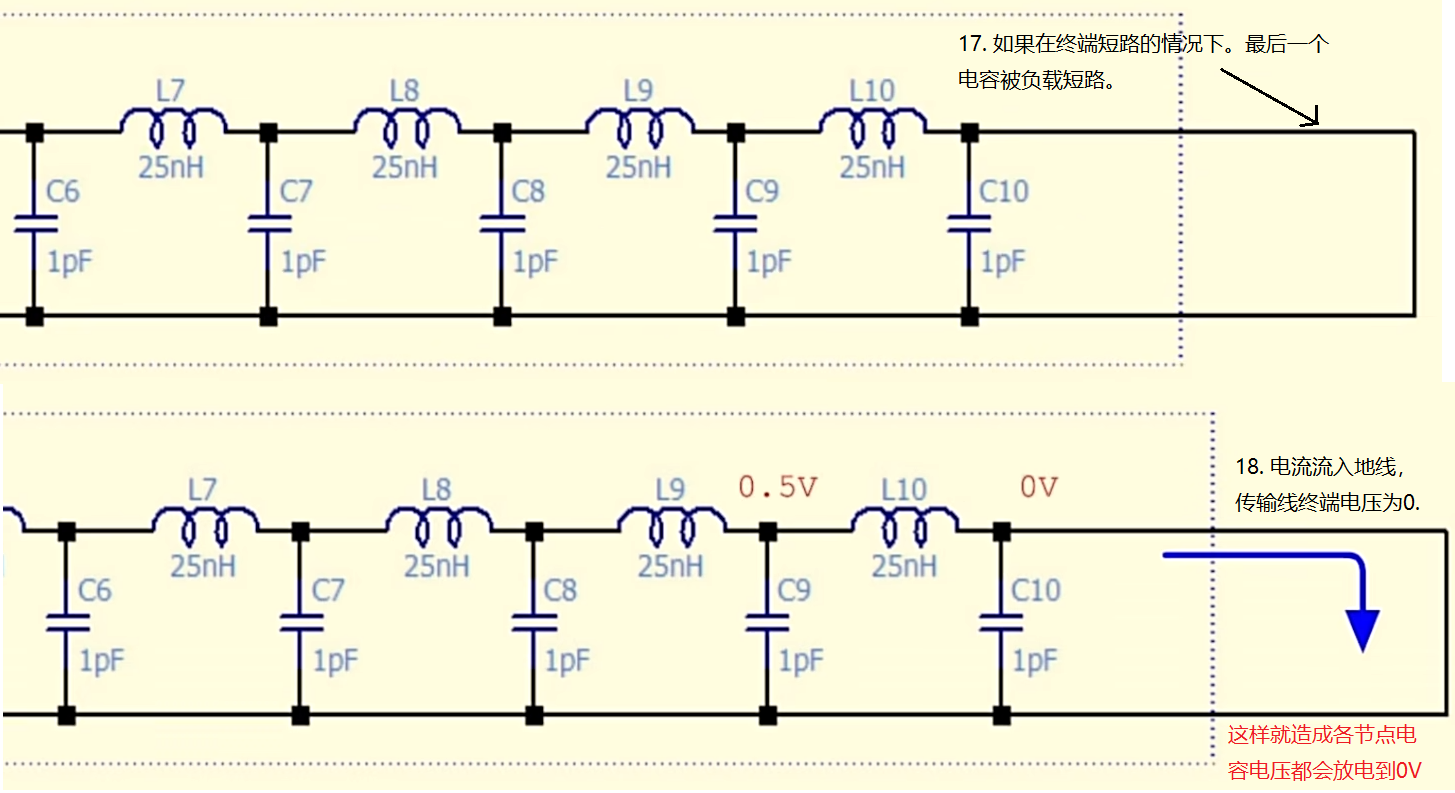 17. 如果在终端短路的情况下。最后一个
电容被负载短路。
L7 L8 L9 L10
25nH 25nH 25nH 25nH
C6 C7 C8 C9 C10
1pF 1pF 1pF 1pF 1pF
18. 电流流入地线，
传输线终端电压为0.
L7 L8 L9 0.5V L10 0V
25nH 25nH 25nH 25nH
C6 C7 C8 C9 C10
1pF 1pF 1pF 1pF 1pF
这样就造成各节点电
容电压都会放电到0V